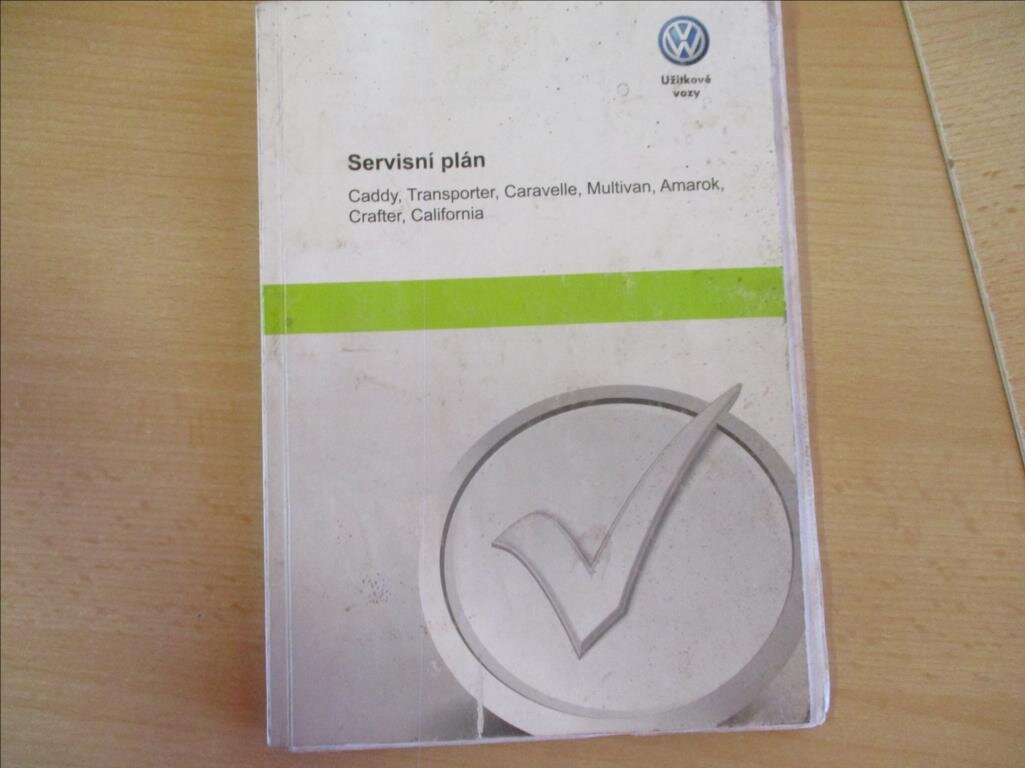 Užitkové
vozy
Servisní plán
Caddy, Transporter, Caravelle, Multivan, Amarok,
Crafter, California